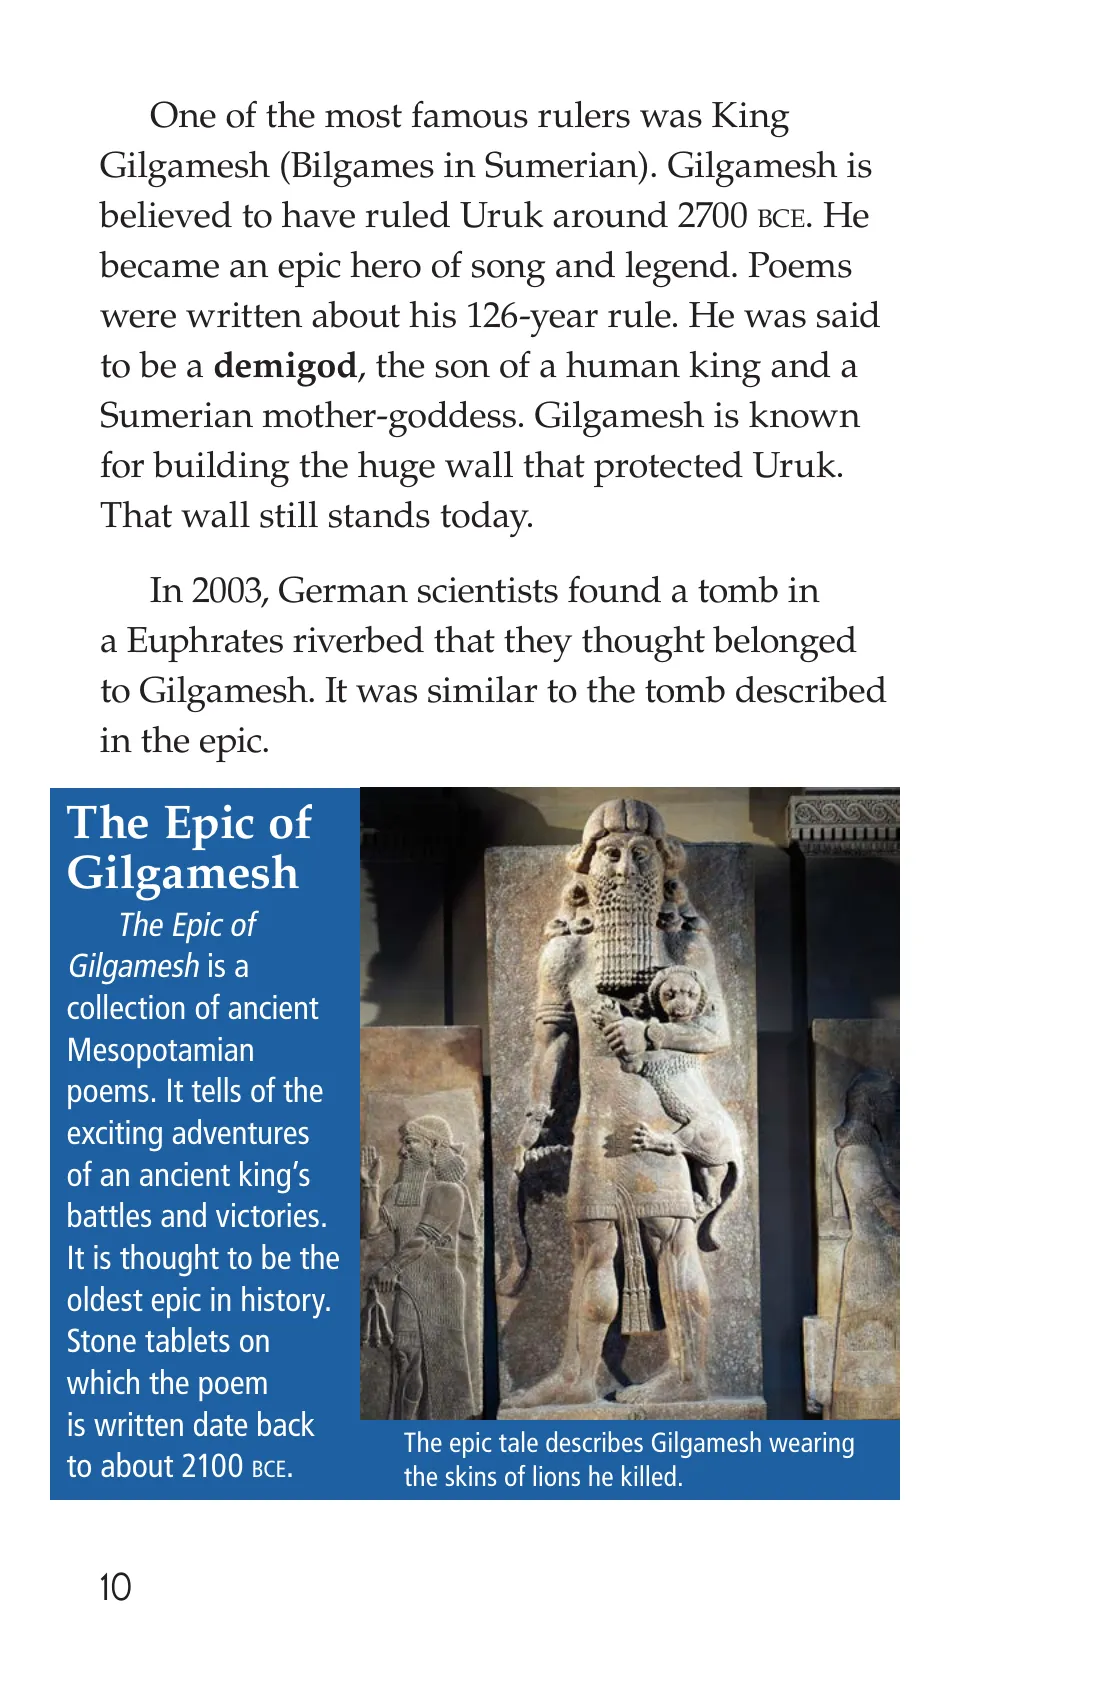 One of the most famous rulers was King
Gilgamesh (Bilgames in Sumerian). Gilgamesh is
believed to have ruled Uruk around 2700 BCE. He
became an epic hero of song and legend. Poems
were written about his 126-year rule. He was said
to be a demigod, the son of a human king and a
Sumerian mother-goddess. Gilgamesh is known
for building the huge wall that protected Uruk.
That wall still stands today.
In 2003, German scientists found a tomb in
a Euphrates riverbed that they thought belonged
to Gilgamesh. It was similar to the tomb described
in the epic.
The Epic of
Gilgamesh
The Epic of
Gilgamesh is a
collection of ancient
Mesopotamian
poems. It tells of the
exciting adventures
of an ancient king’s
battles and victories.
It is thought to be the
oldest epic in history.
Stone tablets on
which the poem
is written date back
to about 2100 BCE.
The epic tale describes Gilgamesh wearing
the skins of lions he killed.
10